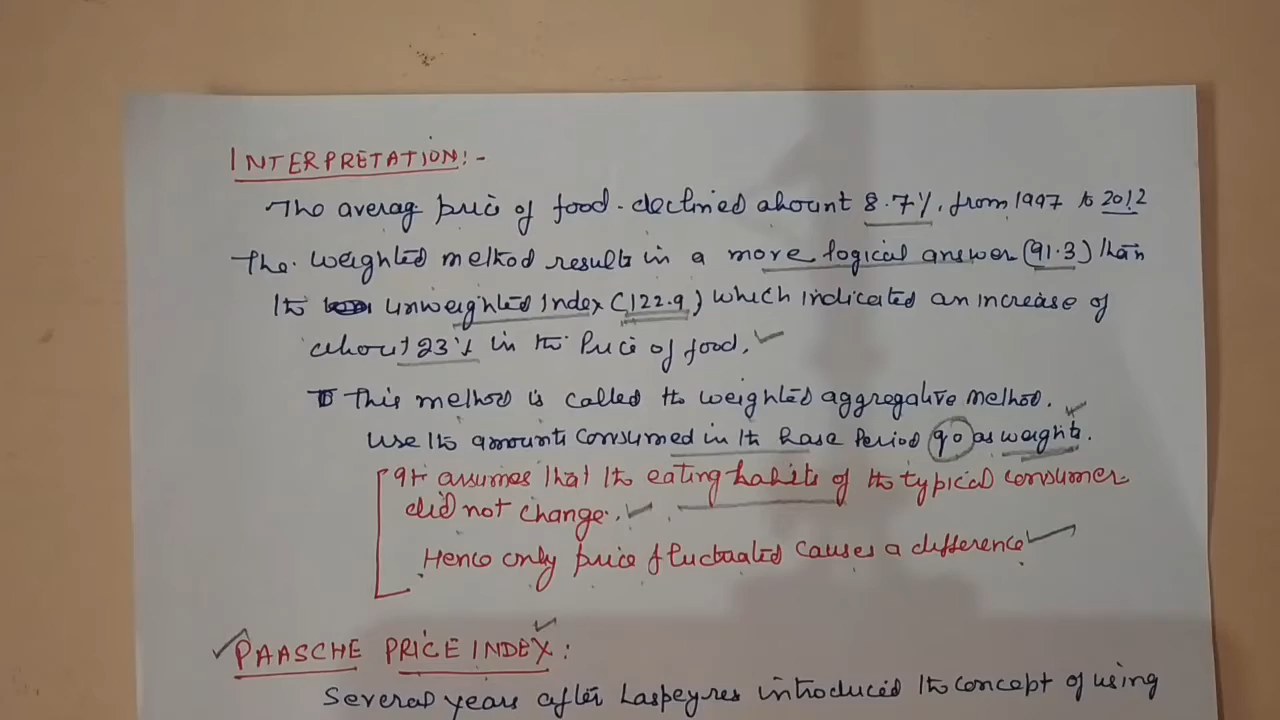 INTERPRETATION:-
The averag price of food declined ahount 8.7%. from 1997 to 2012
The weighted method results in a more logical answer (91.3) than
the unweighted Index (122.9) which indicated an increase of
about 23% in the Price of food.
This method is called the weighted aggregative method.
Use the amounts consumed in the base Period q0 as weights.
It assumes that the eating habits of the typical consumer
did not change.
Hence only price fluctuated causes a difference
PAASCHE PRICE INDEX:
Several years after Laspeyres introduced the concept of using